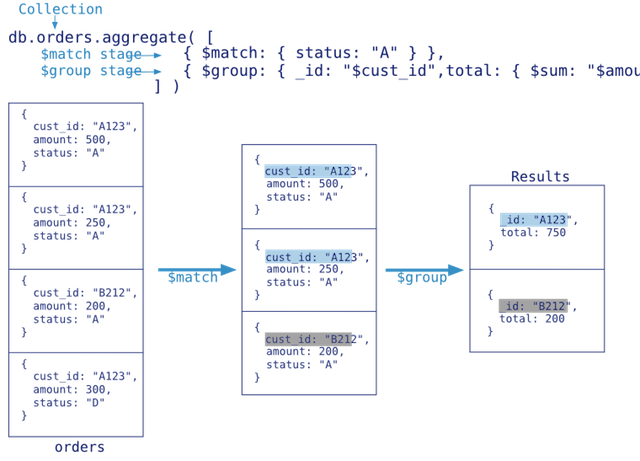 Collection
db.orders.aggregate( [
$match stage { $match: { status: "A" } },
$group stage { $group: { _id: "$cust_id",total: { $sum: "$amou
] )
{
cust_id: "A123",
amount: 500,
status: "A"
}
{
cust_id: "A123",
amount: 250,
status: "A"
}
{
cust_id: "B212",
amount: 200,
status: "A"
}
{
cust_id: "A123",
amount: 300,
status: "D"
}
orders
$match
{
cust_id: "A123",
amount: 500,
status: "A"
}
{
cust_id: "A123",
amount: 250,
status: "A"
}
{
cust_id: "B212",
amount: 200,
status: "A"
}
$group
Results
{
_id: "A123",
total: 750
}
{
_id: "B212",
total: 200
}